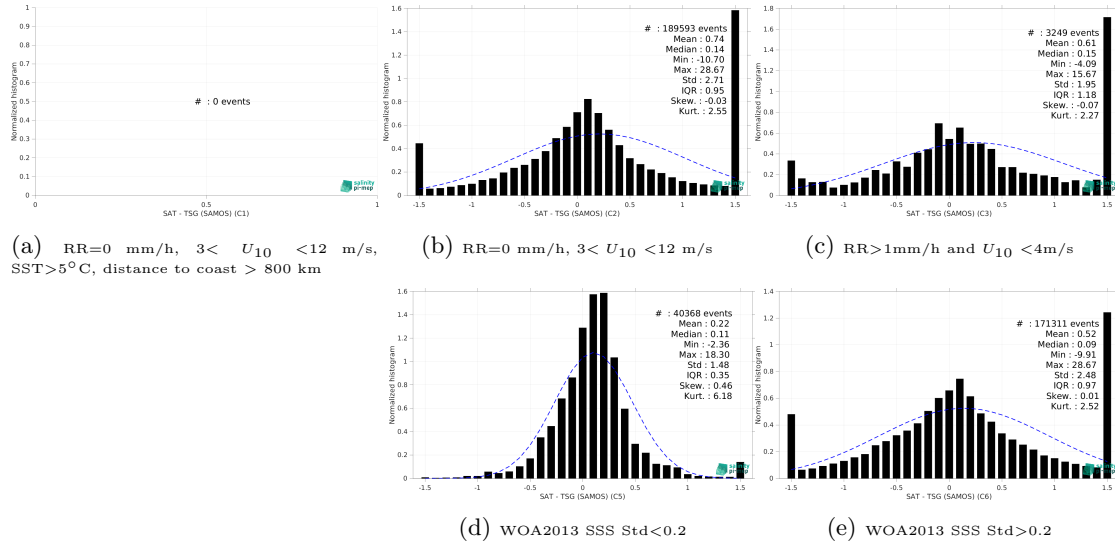 1
0.9
0.8
0.7
0.6
0.5
0.4
0.3
0.2
0.1
0
Normalized histogram
# : 0 events
salinity
pi-mep
0 0.5 1
SAT - TSG (SAMOS) (C1)
(a) RR=0 mm/h, 3< U10 <12 m/s,
SST>5°C, distance to coast > 800 km
1.6
1.4
1.2
1
0.8
0.6
0.4
0.2
0
Normalized histogram
# : 189593 events
Mean : 0.74
Median : 0.14
Min : -10.70
Max : 28.67
Std : 2.71
IQR : 0.95
Skew. : -0.03
Kurt. : 2.55
-1.5 -1 -0.5 0 0.5 1 1.5
SAT - TSG (SAMOS) (C2)
(b) RR=0 mm/h, 3< U10 <12 m/s
1.8
1.6
1.4
1.2
1
0.8
0.6
0.4
0.2
0
Normalized histogram
# : 3249 events
Mean : 0.61
Median : 0.15
Min : -4.09
Max : 15.67
Std : 1.95
IQR : 1.18
Skew. : -0.07
Kurt. : 2.27
-1.5 -1 -0.5 0 0.5 1 1.5
SAT - TSG (SAMOS) (C3)
(c) RR>1mm/h and U10 <4m/s
1.6
1.4
1.2
1
0.8
0.6
0.4
0.2
0
Normalized histogram
# : 40368 events
Mean : 0.22
Median : 0.11
Min : -2.36
Max : 18.30
Std : 1.48
IQR : 0.35
Skew. : 0.46
Kurt. : 6.18
-1.5 -1 -0.5 0 0.5 1 1.5
SAT - TSG (SAMOS) (C5)
(d) WOA2013 SSS Std<0.2
1.4
1.2
1
0.8
0.6
0.4
0.2
0
Normalized histogram
# : 171311 events
Mean : 0.52
Median : 0.09
Min : -9.91
Max : 28.67
Std : 2.48
IQR : 0.97
Skew. : 0.01
Kurt. : 2.52
-1.5 -1 -0.5 0 0.5 1 1.5
SAT - TSG (SAMOS) (C6)
(e) WOA2013 SSS Std>0.2